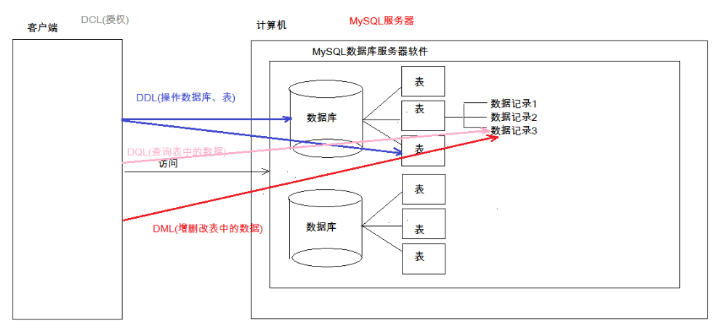 DCL(授权)
客户端
计算机
MySQL服务器
MySQL数据库服务器软件
表
DDL(操作数据库、表)
数据库
表
数据记录1
数据记录2
数据记录3
DQL(查询表中的数据)
表
访问
表
DML(增删改表中的数据)
数据库
表
表